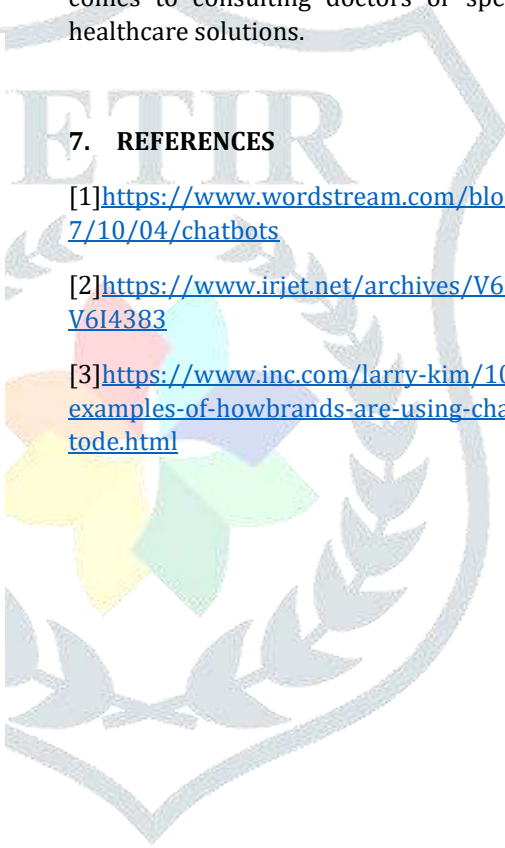 comes to consulting doctors or spe
healthcare solutions.
7. REFERENCES
[1]https://www.wordstream.com/blo
7/10/04/chatbots
[2]https://www.irjet.net/archives/V6
V6I4383
[3]https://www.inc.com/larry-kim/10
examples-of-howbrands-are-using-cha
tode.html
ETIR